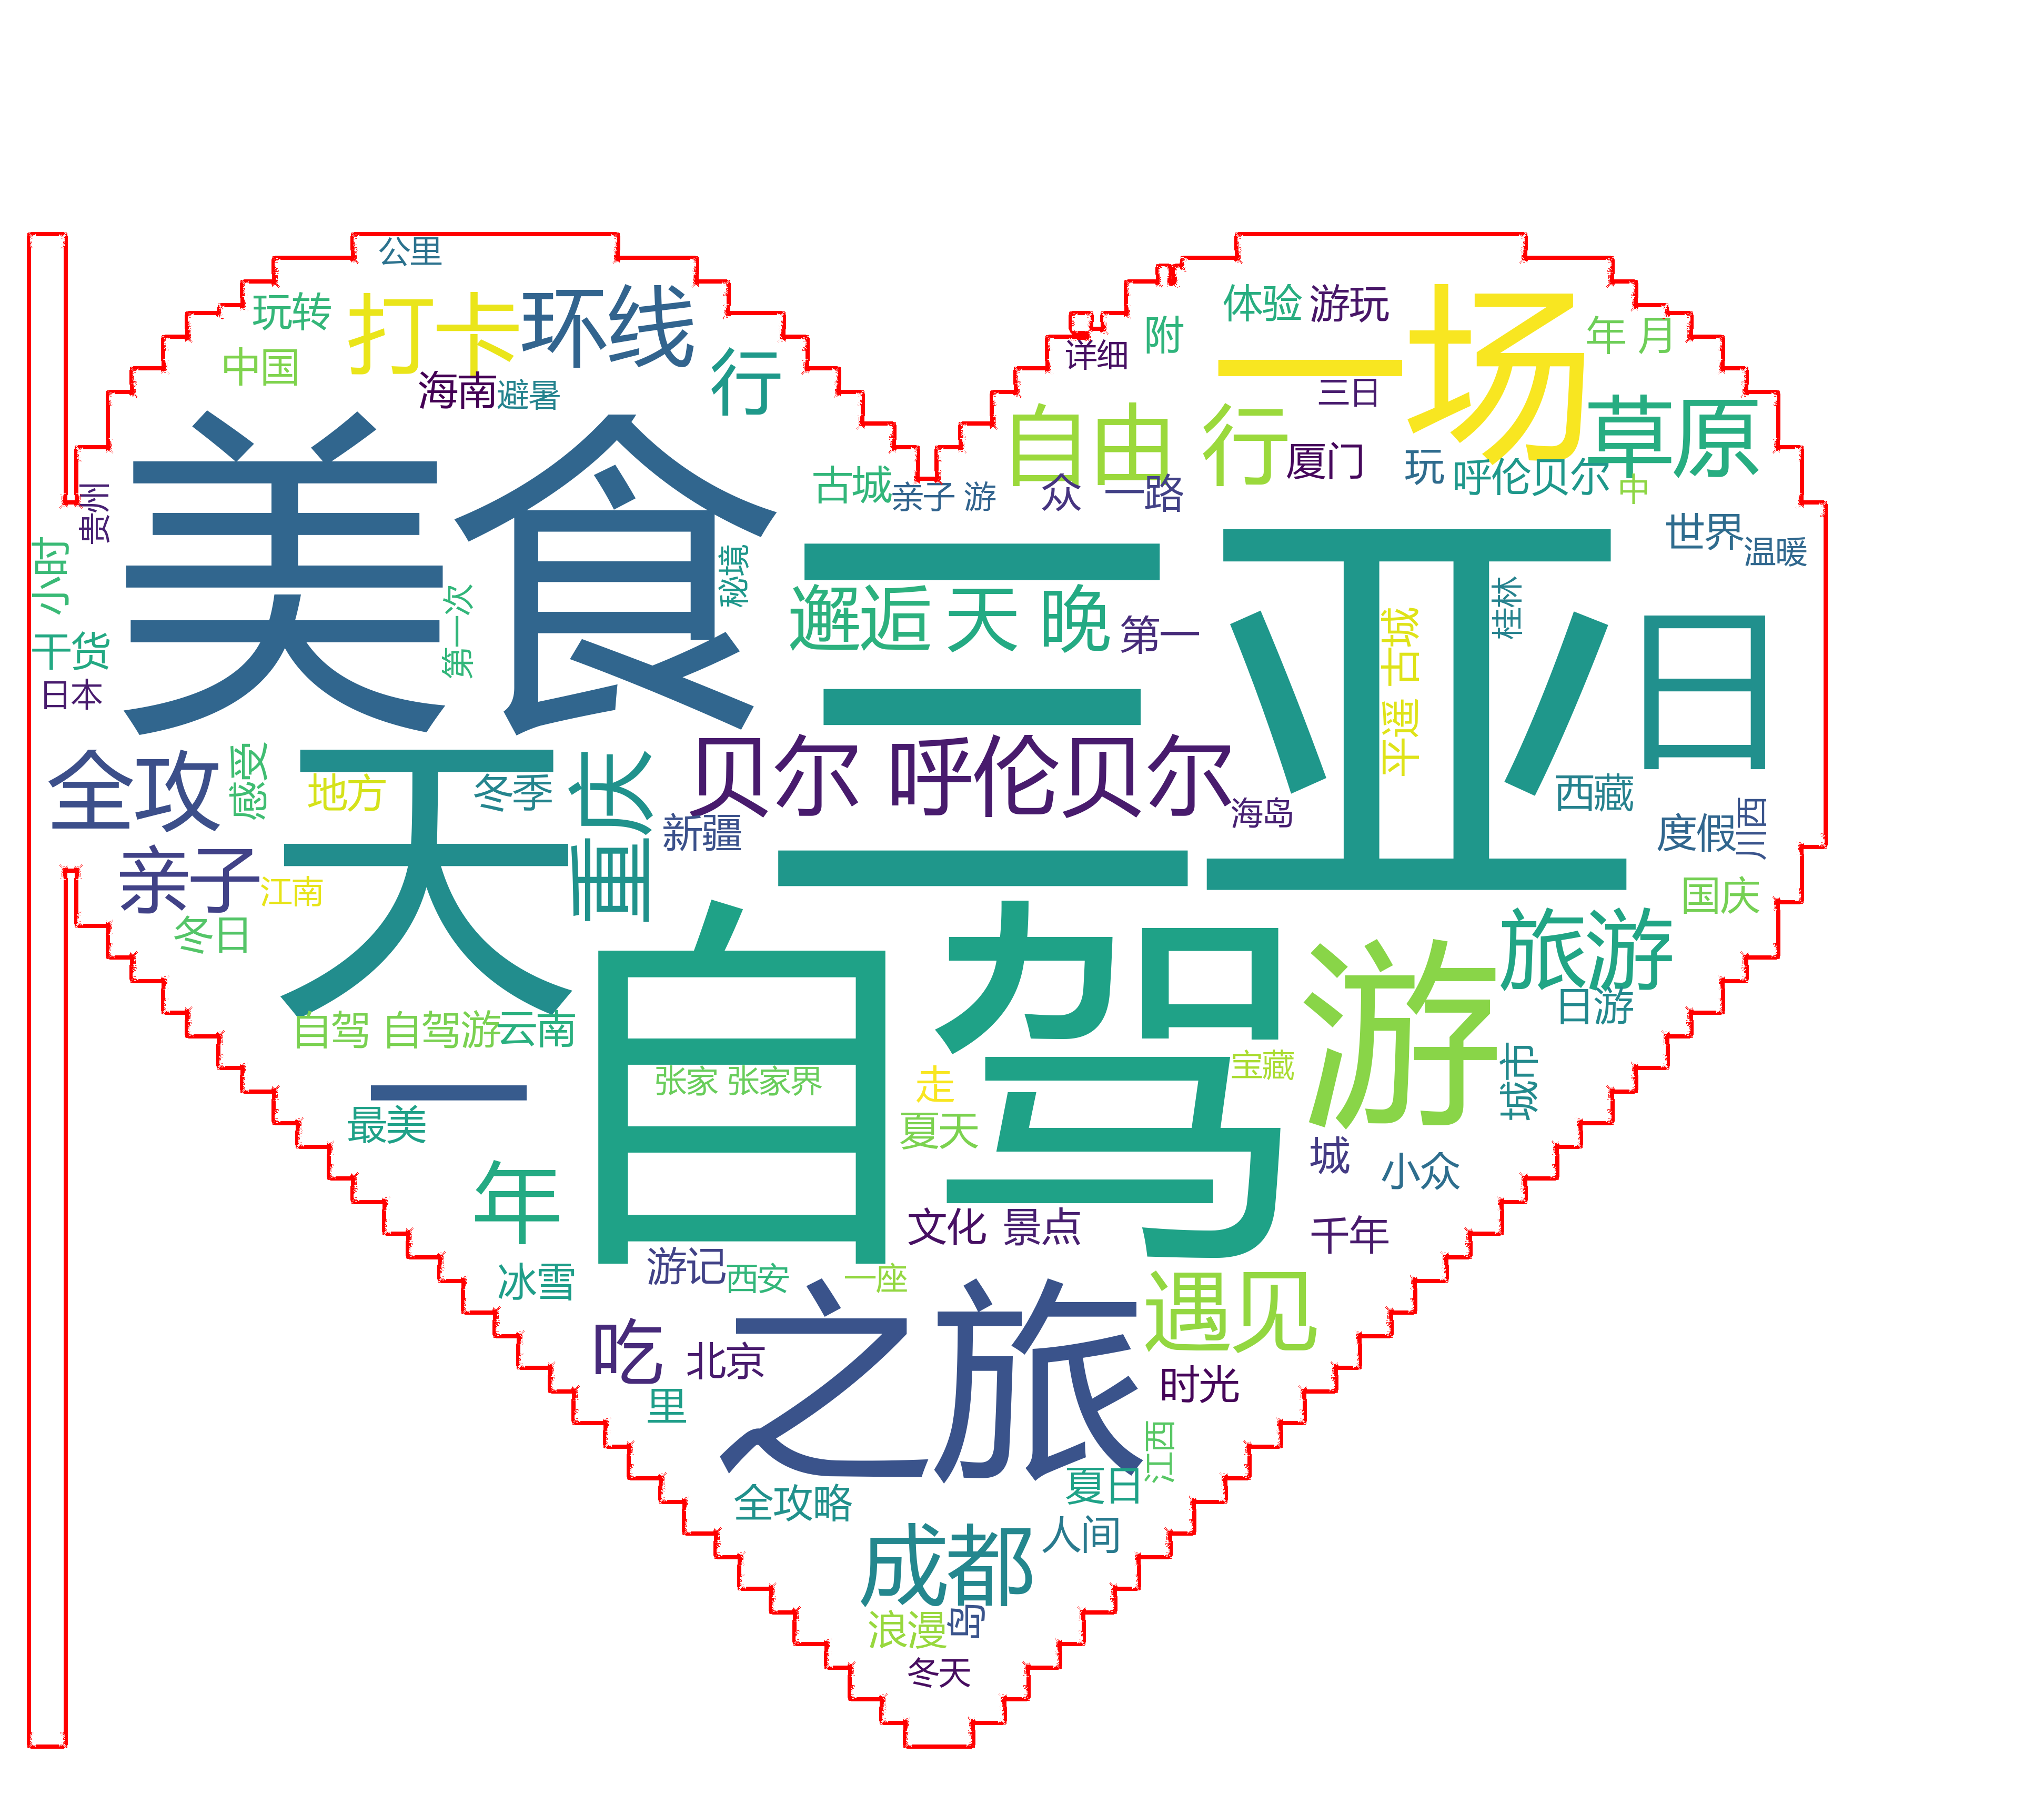 公里
玩转
打卡
环线
体验
游玩
一场
年 月
附
中国
详细
行
海南
避暑
三日
自由 行
草原
厦门
玩
呼伦贝尔
中
古城
亲子 游
众 一路
贵州
世界
温暖
美食
三亚
秘境
小时
第一次
邂逅 天 晚
第一
桂林
平遥 古城
日
干货
日本
全攻
感受
天
地方
冬季
重庆
贝尔 呼伦贝尔
新疆
海岛
西藏
度假
川西
亲子
江南
国庆
冬日
自驾
游
旅游
日游
自驾 自驾游
云南
张家 张家界
走
宝藏
城市
一
最美
夏天
城
小众
年
文化 景点
千年
游记
西安
一座
冰雪
之旅
遇见
吃
北京
时光
里
江西
夏日
全攻略
人间
成都
浪漫
冬天